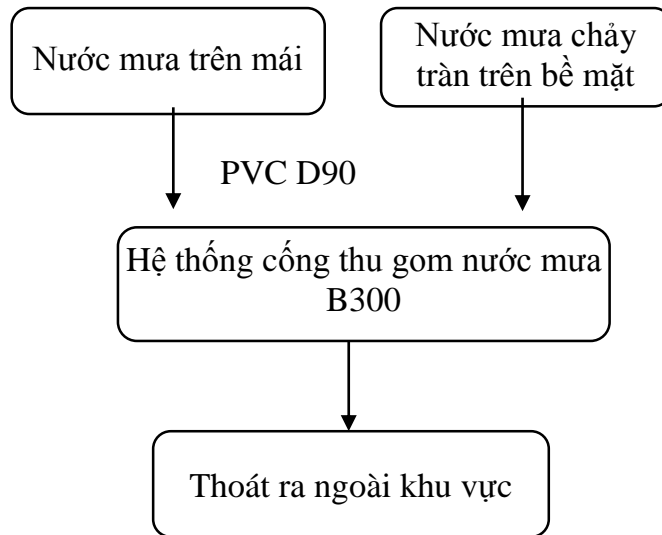 Nước mưa trên mái
Nước mưa chảy
tràn trên bề mặt
PVC D90
Hệ thống cống thu gom nước mưa
B300
Thoát ra ngoài khu vực